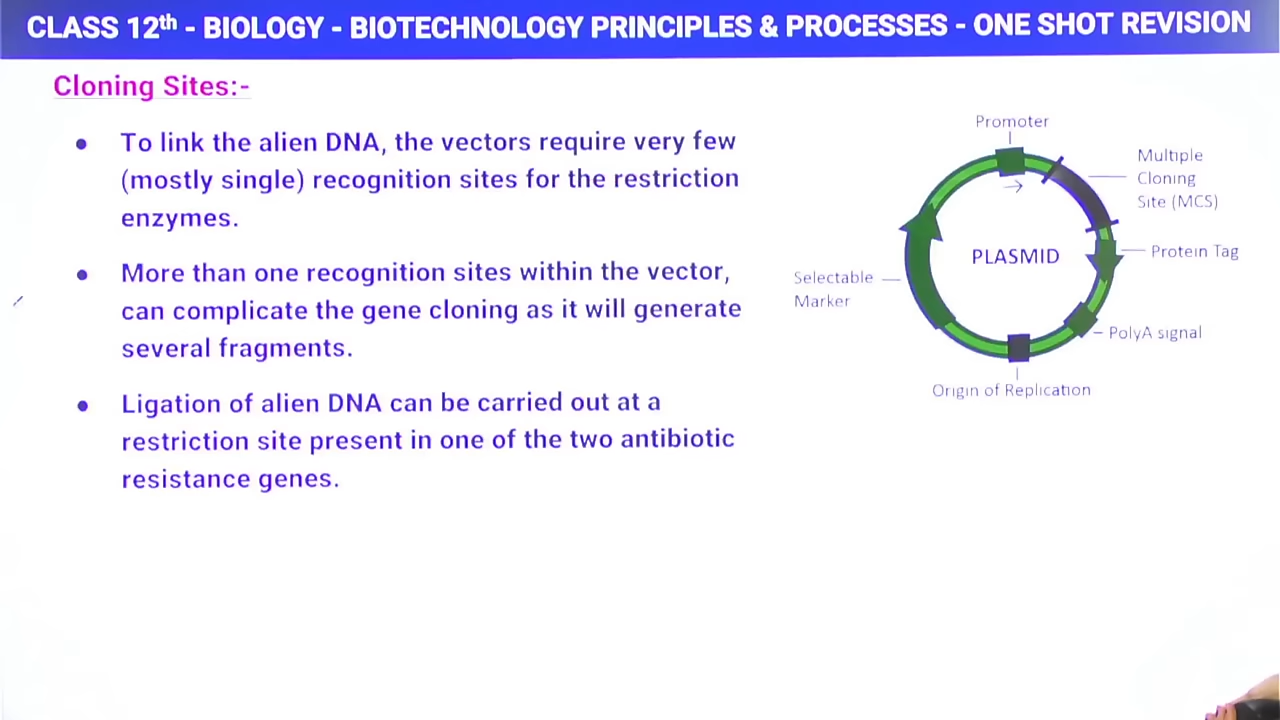 CLASS 12th - BIOLOGY - BIOTECHNOLOGY PRINCIPLES & PROCESSES - ONE SHOT REVISION
Cloning Sites:-
• To link the alien DNA, the vectors require very few
(mostly single) recognition sites for the restriction
enzymes.
• More than one recognition sites within the vector,
can complicate the gene cloning as it will generate
several fragments.
• Ligation of alien DNA can be carried out at a
restriction site present in one of the two antibiotic
resistance genes.
Promoter
Multiple
Cloning
Site (MCS)
PLASMID
Protein Tag
Selectable
Marker
PolyA signal
Origin of Replication